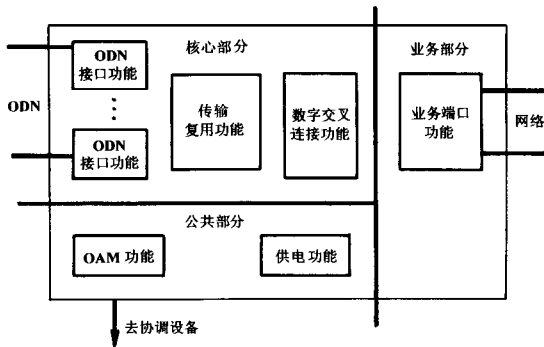 核心部分
业务部分
ODN
接口功能
ODN
传输
复用功能
数字交叉
连接功能
业务端口
功能
网络
ODN
接口功能
公共部分
OAM 功能
供电功能
去协调设备